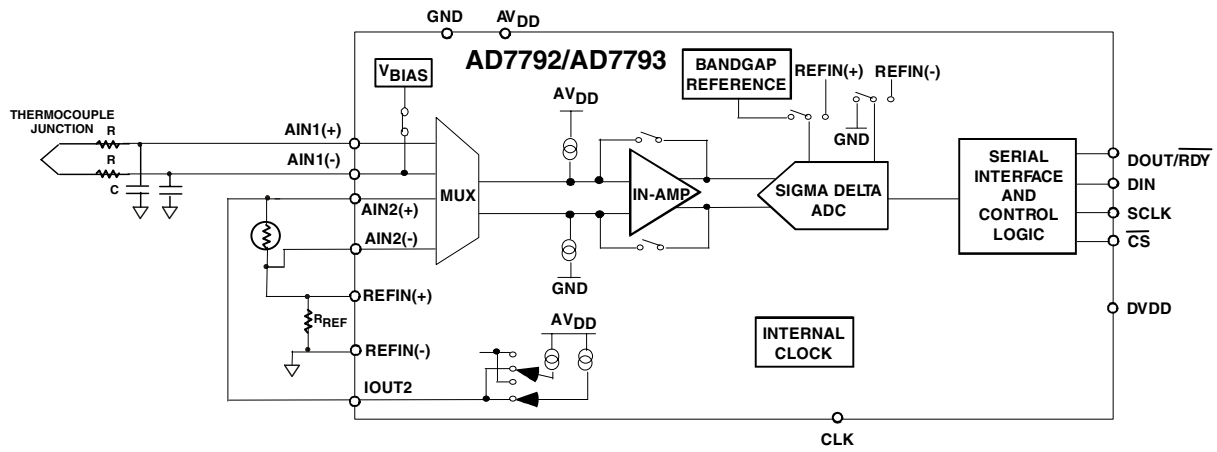 GND
AVDD
AD7792/AD7793
VBIAS
BANDGAP
REFERENCE
REFIN(+)
REFIN(-)
AVDD
GND
THERMOCOUPLE
JUNCTION
R
R
C
AIN1(+)
AIN1(-)
AIN2(+)
AIN2(-)
REFIN(+)
RREF
REFIN(-)
IOUT2
MUX
IN-AMP
SIGMA DELTA
ADC
GND
SERIAL
INTERFACE
AND
CONTROL
LOGIC
DOUT/RDY
DIN
SCLK
CS
DVDD
AVDD
INTERNAL
CLOCK
CLK